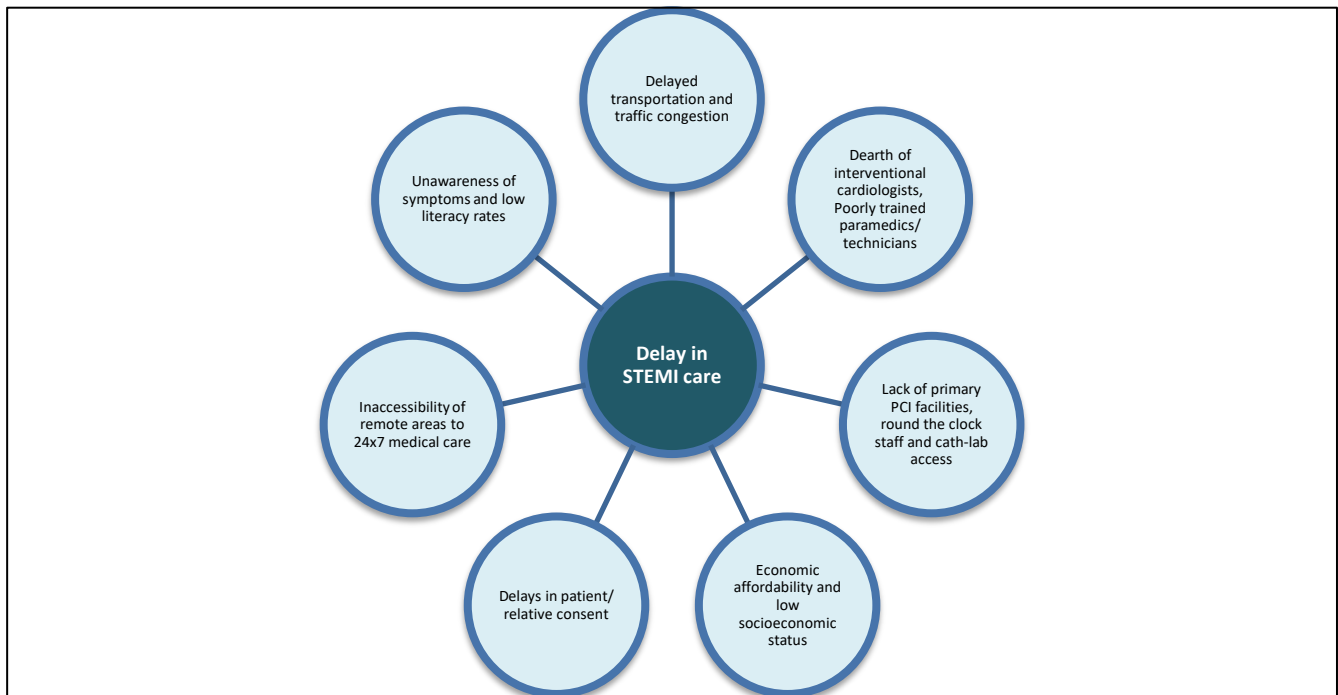 Delayed
transportation and
traffic congestion
Dearth of
interventional
cardiologists,
Poorly trained
paramedics/
technicians
Unawareness of
symptoms and low
literacy rates
Delay in
STEMI care
Inaccessibility of
remote areas to
24x7 medical care
Lack of primary
PCI facilities,
round the clock
staff and cath-lab
access
Delays in patient/
relative consent
Economic
affordability and
low
socioeconomic
status